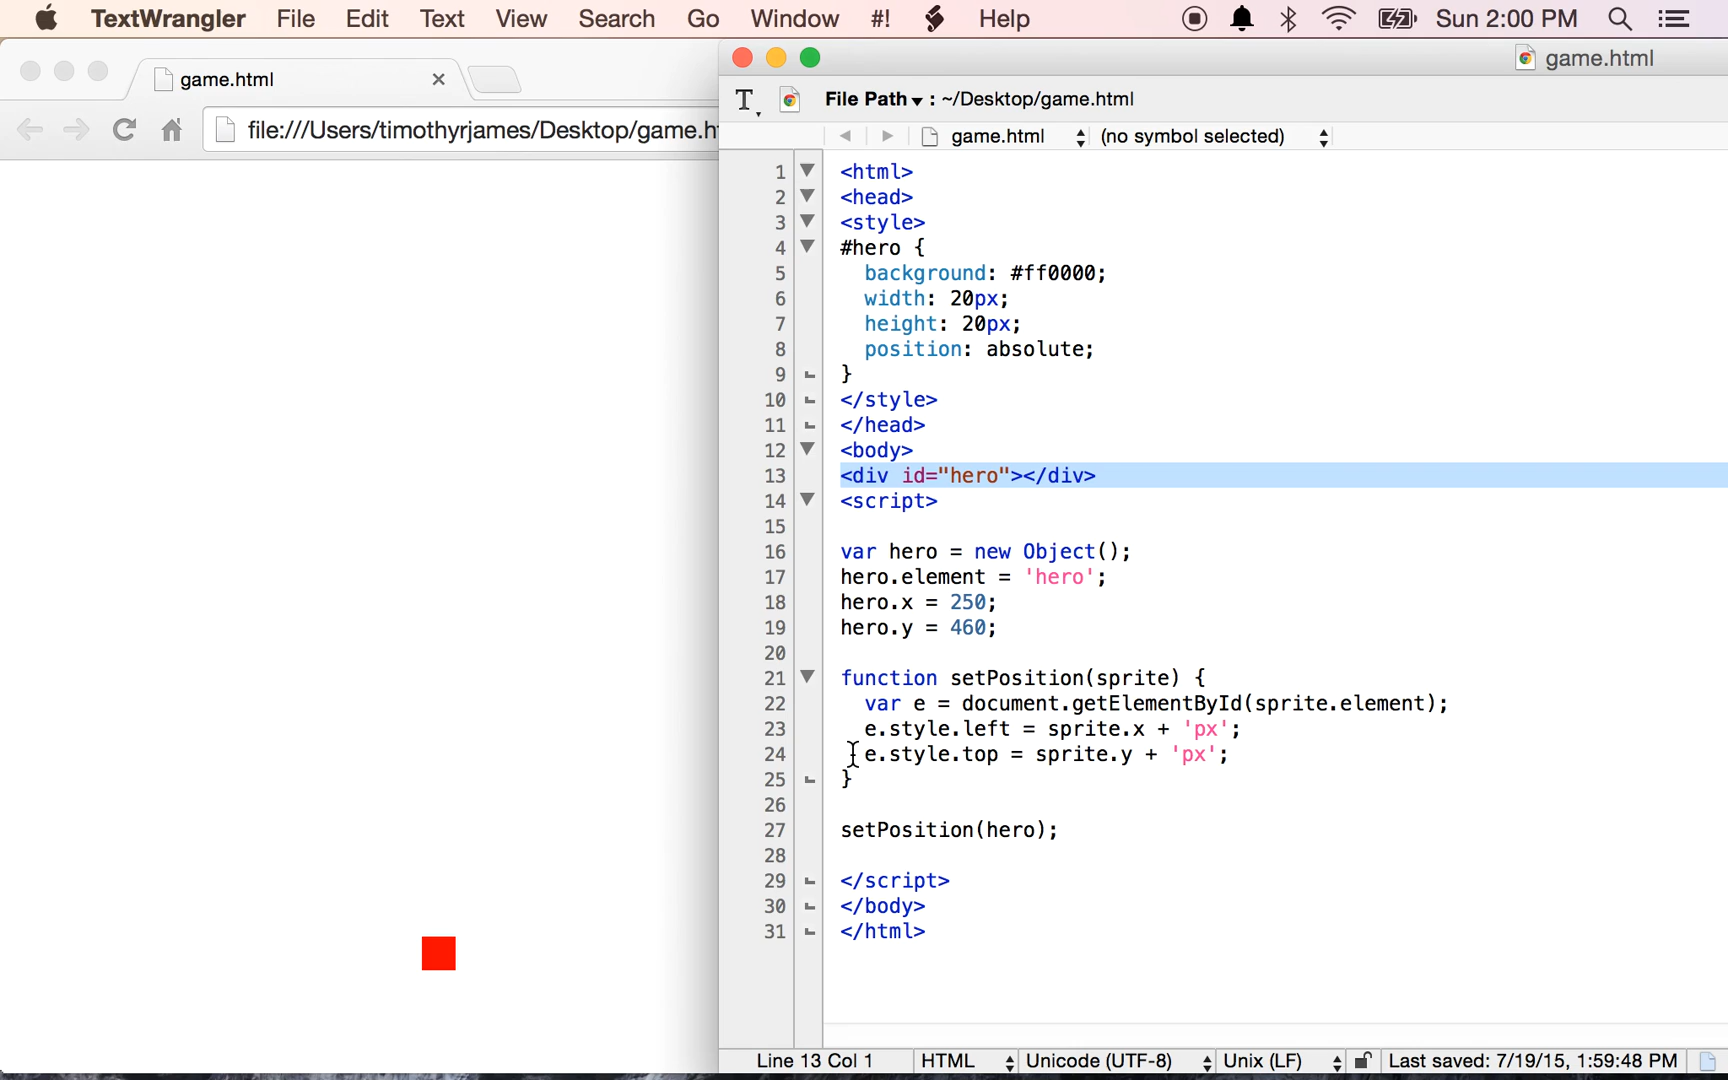 TextWrangler File Edit Text View Search Go Window #! Help Sun 2:00 PM
game.html
game.html
file:///Users/timothyrjames/Desktop/game.h
File Path : ~/Desktop/game.html
game.html (no symbol selected)
1 <html>
2 <head>
3 <style>
4 #hero {
5 background: #ff0000;
6 width: 20px;
7 height: 20px;
8 position: absolute;
9 }
10 </style>
11 </head>
12 <body>
13 <div id="hero"></div>
14 <script>
15
16 var hero = new Object();
17 hero.element = 'hero';
18 hero.x = 250;
19 hero.y = 460;
20
21 function setPosition(sprite) {
22 var e = document.getElementById(sprite.element);
23 e.style.left = sprite.x + 'px';
24 e.style.top = sprite.y + 'px';
25 }
26
27 setPosition(hero);
28
29 </script>
30 </body>
31 </html>
Line 13 Col 1 HTML Unicode (UTF-8) Unix (LF) Last saved: 7/19/15, 1:59:48 PM